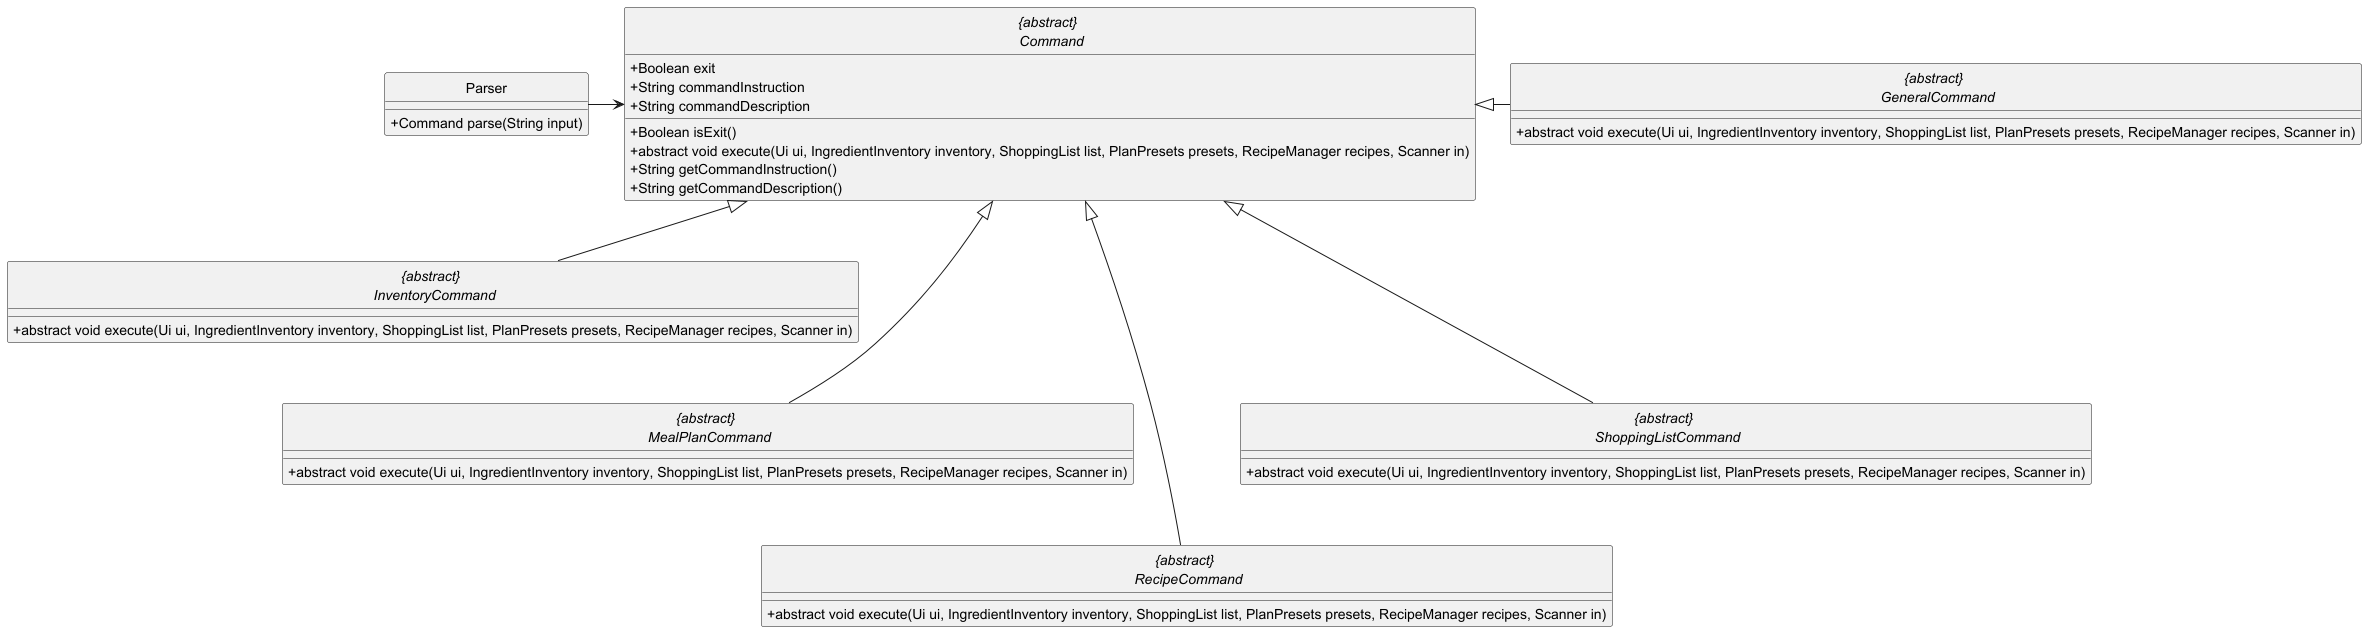 {abstract}
Command
+Boolean exit
+String commandInstruction
+String commandDescription
+Boolean isExit()
+abstract void execute(Ui ui, IngredientInventory inventory, ShoppingList list, PlanPresets presets, RecipeManager recipes, Scanner in)
+String getCommandInstruction()
+String getCommandDescription()
Parser
+Command parse(String input)
{abstract}
GeneralCommand
+abstract void execute(Ui ui, IngredientInventory inventory, ShoppingList list, PlanPresets presets, RecipeManager recipes, Scanner in)
{abstract}
InventoryCommand
+abstract void execute(Ui ui, IngredientInventory inventory, ShoppingList list, PlanPresets presets, RecipeManager recipes, Scanner in)
{abstract}
MealPlanCommand
+abstract void execute(Ui ui, IngredientInventory inventory, ShoppingList list, PlanPresets presets, RecipeManager recipes, Scanner in)
{abstract}
ShoppingListCommand
+abstract void execute(Ui ui, IngredientInventory inventory, ShoppingList list, PlanPresets presets, RecipeManager recipes, Scanner in)
{abstract}
RecipeCommand
+abstract void execute(Ui ui, IngredientInventory inventory, ShoppingList list, PlanPresets presets, RecipeManager recipes, Scanner in)